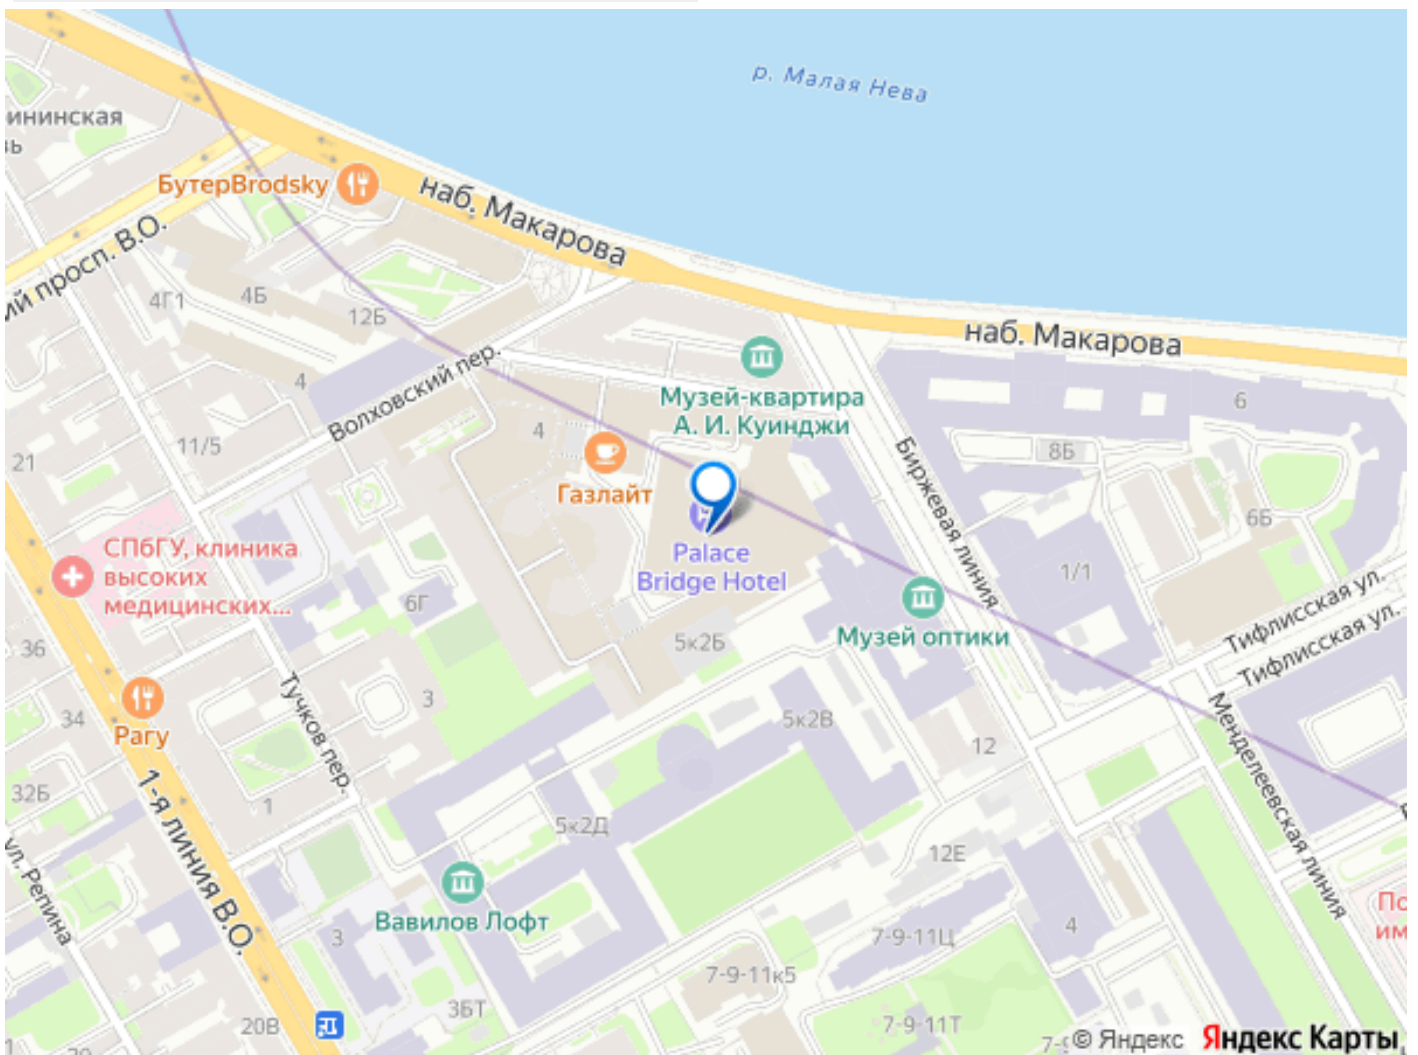 р. Малая Нева
ининская
ь
БутерBrodsky
наб. Макарова
ий просп. В.О.
4Г1
4Б
12Б
наб. Макарова
Музей-квартира
А. И. Куинджи
4
Волховский пер.
11/5
21
4
Газлайт
6
8Б
Биржевая линия
6Б
Palace
Bridge Hotel
СПбГУ, клиника
высоких
медицинских...
6Г
1/1
Музей оптики
Тифлисская ул.
Тифлисская ул.
36
5к2Б
34
3
Тучков пер.
Рагу
5к2В
12
Менделеевская линия
32Б
1
1-я линия В.О.
5к2Д
12Е
ул. Репина
Вавилов Лофт
3
7-9-11Ц
4
По
им
7-9-11к5
3БТ
20В
7-9-11Т
© Яндекс
Яндекс Карты